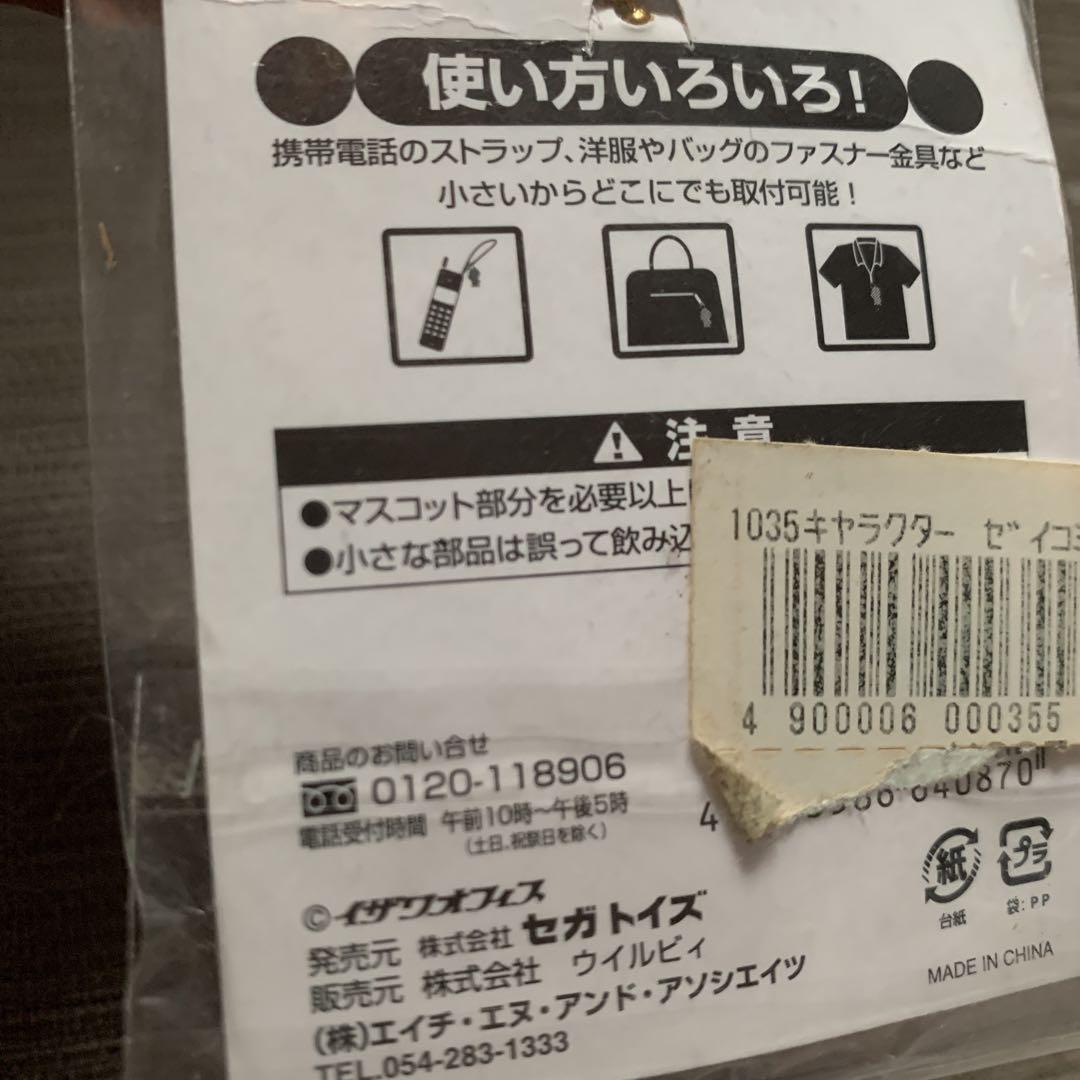 使い方いろいろ!
携帯電話のストラップ、洋服やバッグのファスナー金具など
小さいからどこにでも取付可能!
注意
●マスコット部分を必要以上
●小さな部品は誤って飲み込
1035キャラクター ゼイコミ
4 900006 000355
商品のお問い合せ
0120-118906
電話受付時間 午前10時〜午後5時
(土日、祝祭日を除く)
4 986 640870
紙
プラ
台紙
袋:PP
©イザワオフィス
発売元 株式会社 セガトイズ
販売元 株式会社 ウイルビィ
(株)エイチ・エヌ・アンド・アソシエイツ
TEL.054-283-1333
MADE IN CHINA